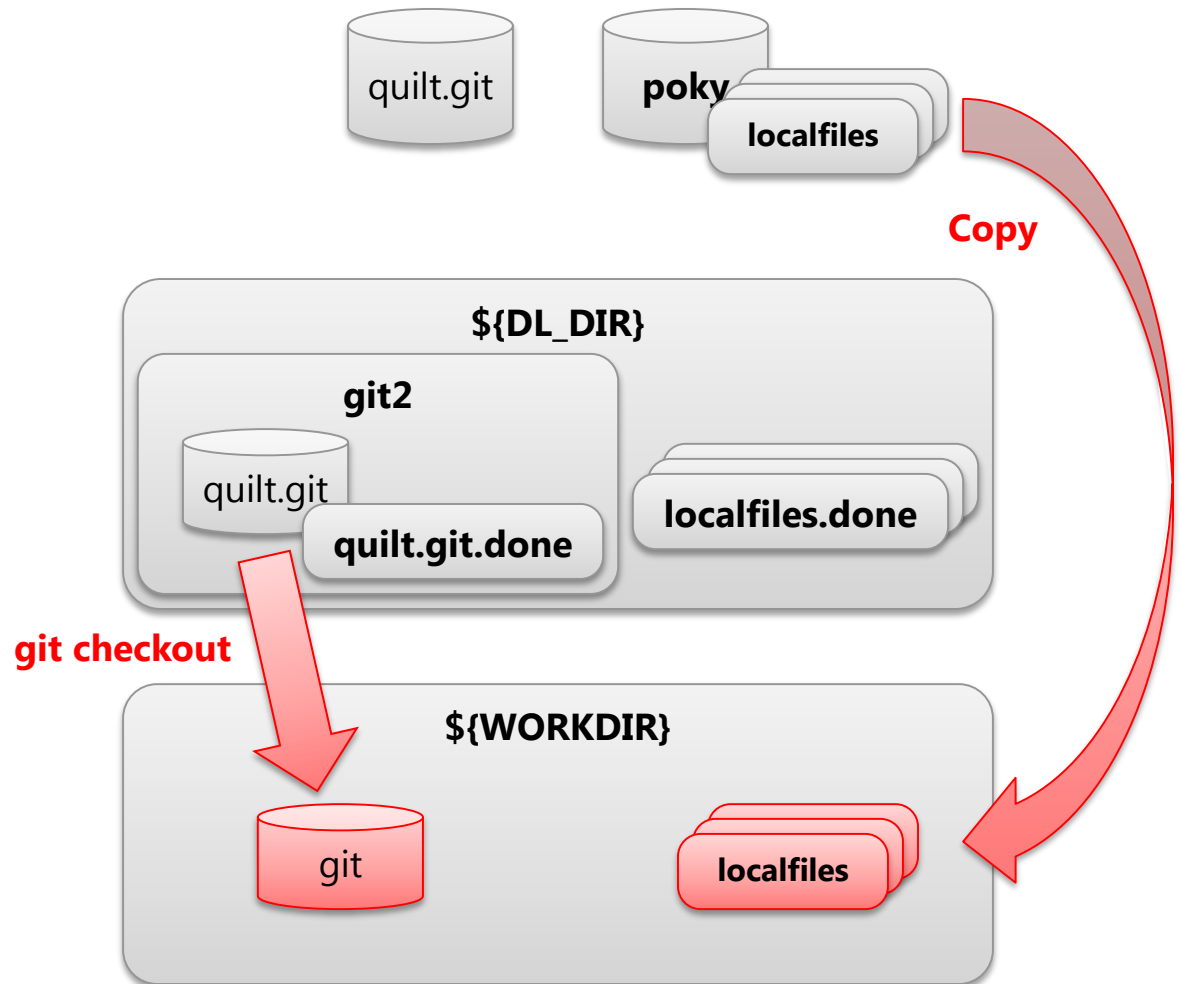 quilt.git
poky
localfiles
Copy
${DL_DIR}
git2
quilt.git
quilt.git.done
localfiles.done
git checkout
${WORKDIR}
git
localfiles